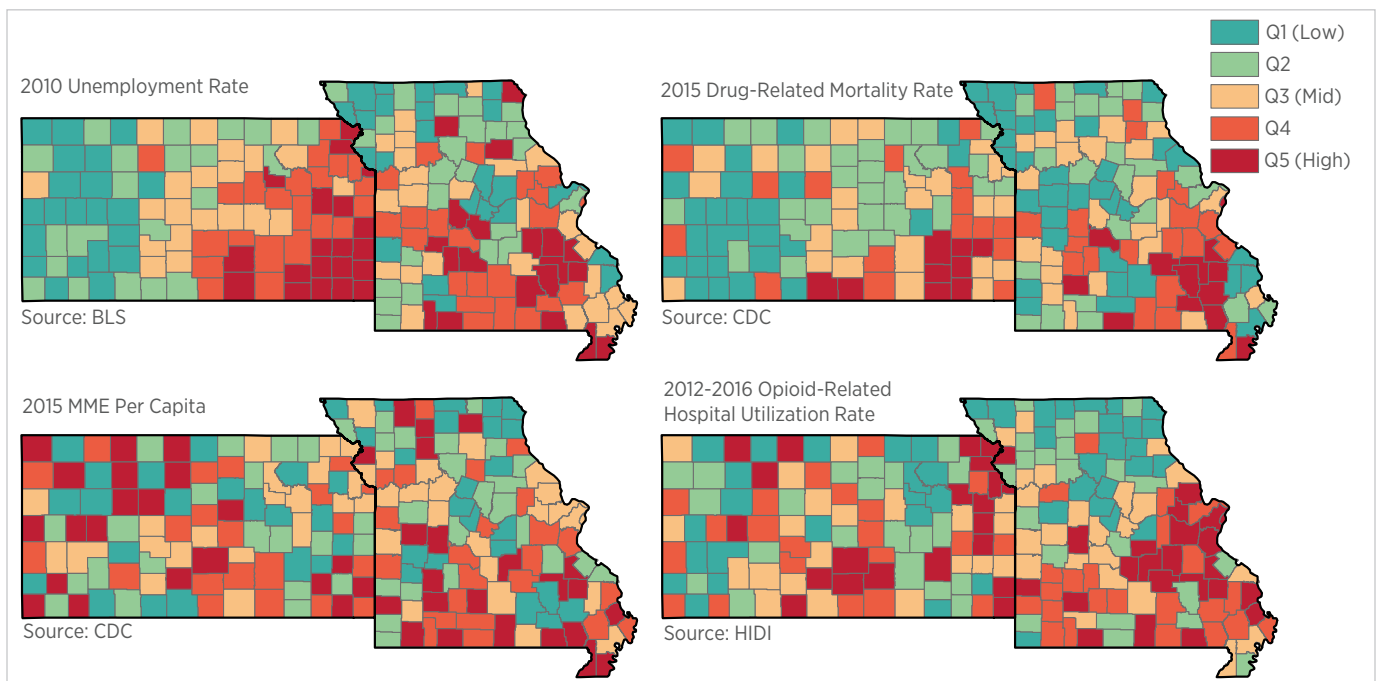 Q1 (Low)
Q2
Q3 (Mid)
Q4
Q5 (High)
2010 Unemployment Rate
Source: BLS
2015 Drug-Related Mortality Rate
Source: CDC
2015 MME Per Capita
Source: CDC
2012-2016 Opioid-Related
Hospital Utilization Rate
Source: HIDI